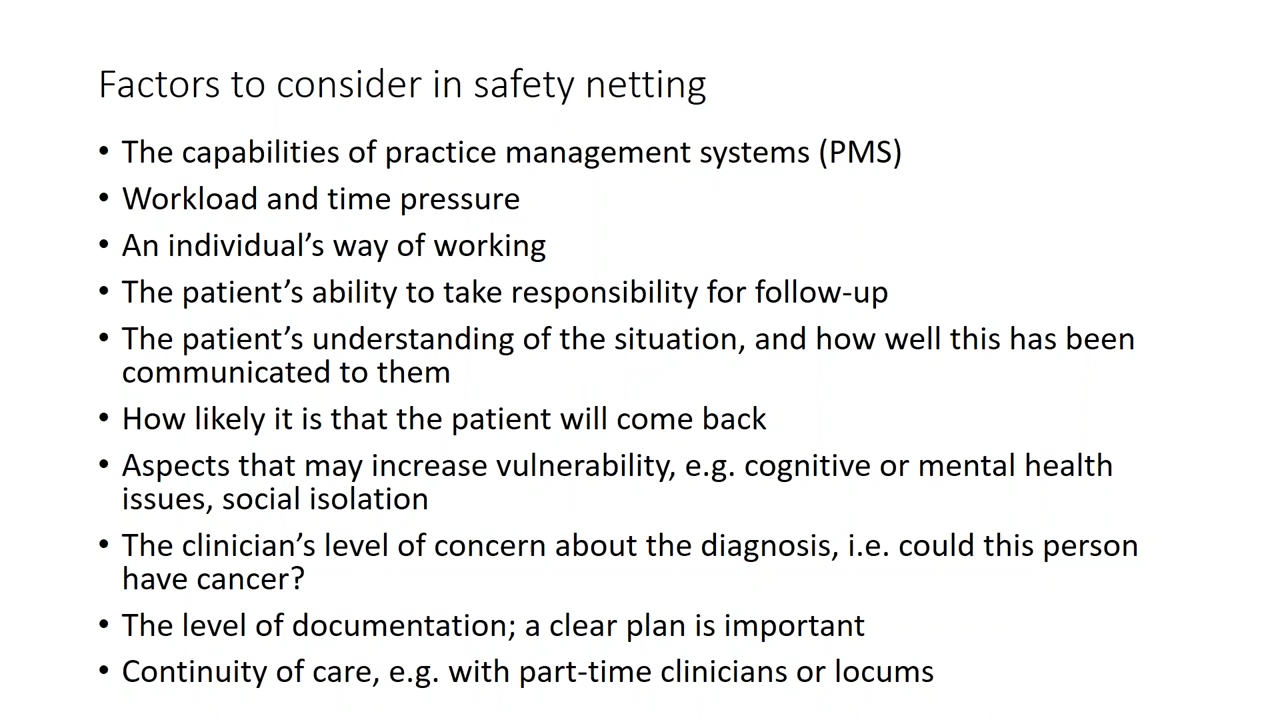 Factors to consider in safety netting
• The capabilities of practice management systems (PMS)
• Workload and time pressure
• An individual’s way of working
• The patient’s ability to take responsibility for follow-up
• The patient’s understanding of the situation, and how well this has been
communicated to them
• How likely it is that the patient will come back
• Aspects that may increase vulnerability, e.g. cognitive or mental health
issues, social isolation
• The clinician’s level of concern about the diagnosis, i.e. could this person
have cancer?
• The level of documentation; a clear plan is important
• Continuity of care, e.g. with part-time clinicians or locums